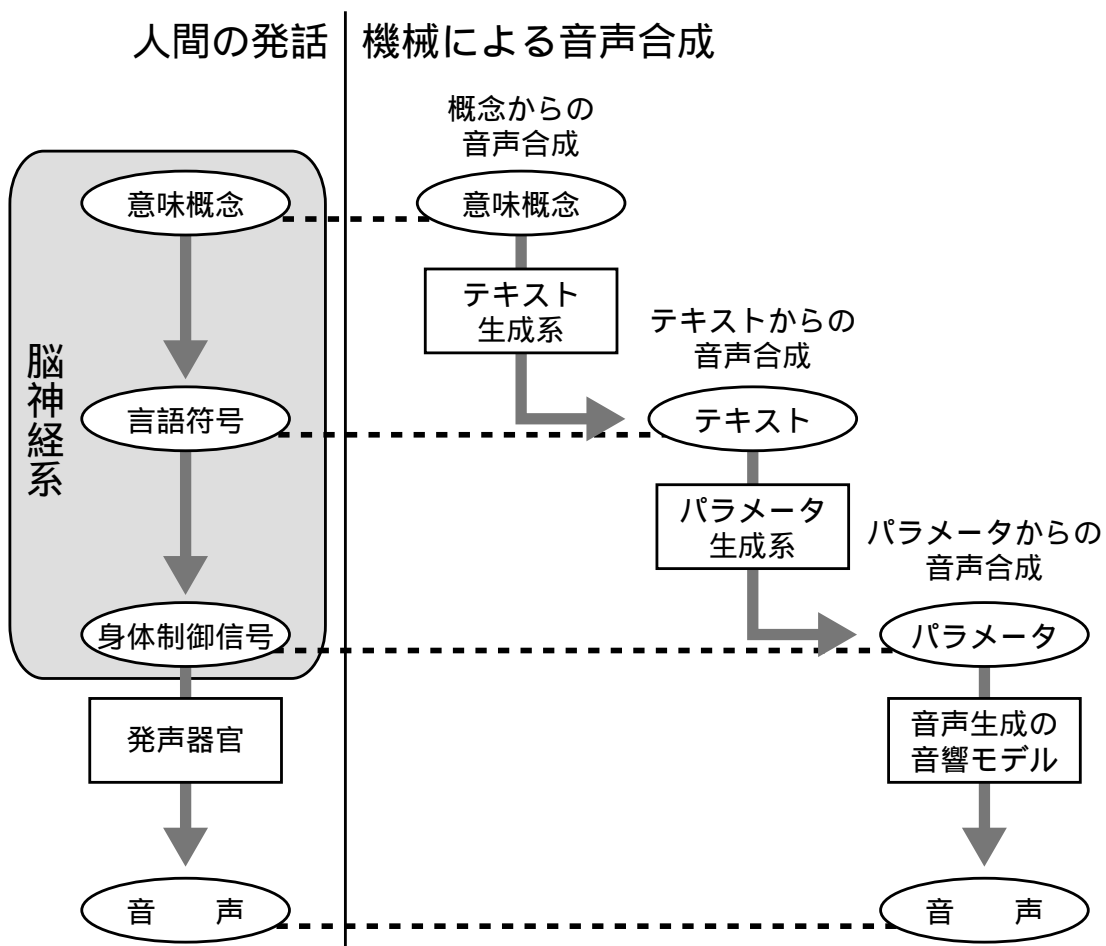 人間の発話
機械による音声合成
概念からの
音声合成
意味概念
意味概念
テキスト
生成系
テキストからの
音声合成
脳神経系
言語符号
テキスト
パラメータ
生成系
パラメータからの
音声合成
身体制御信号
パラメータ
発声器官
音声生成の
音響モデル
音　声
音　声